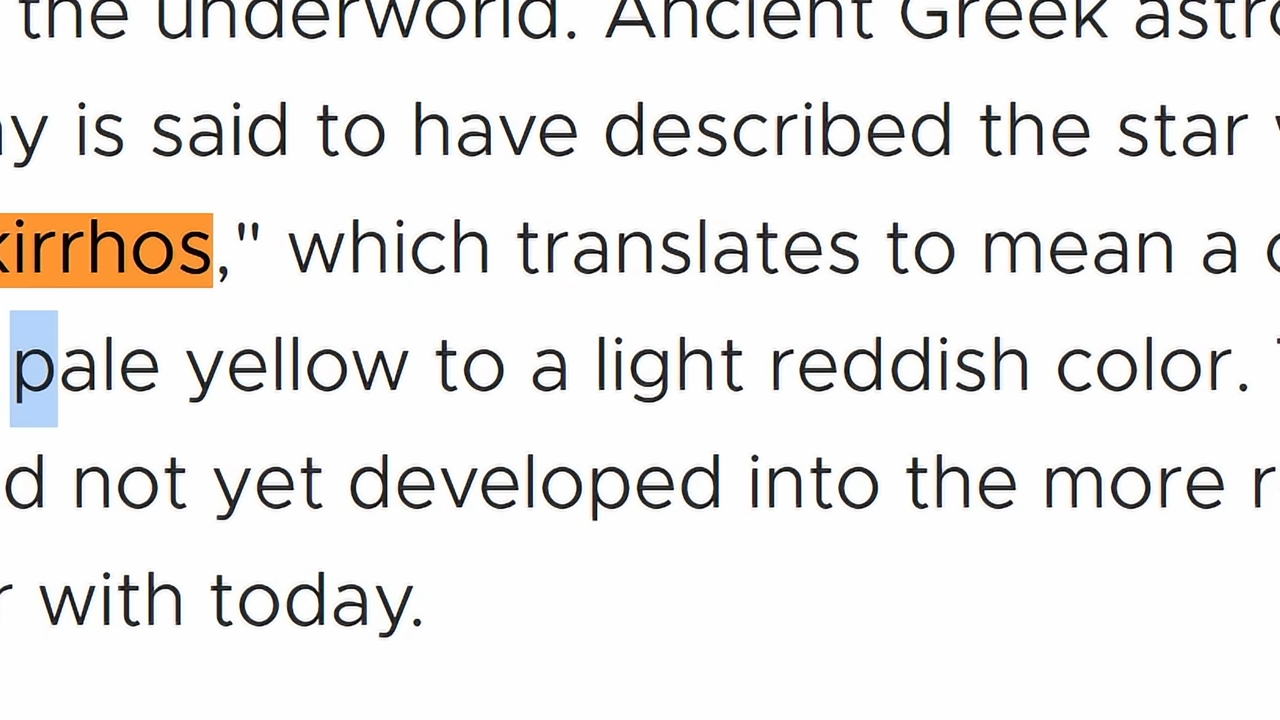 the underworld. Ancient Greek astro
y is said to have described the star
kirrhos," which translates to mean a
pale yellow to a light reddish color.
d not yet developed into the more r
r with today.